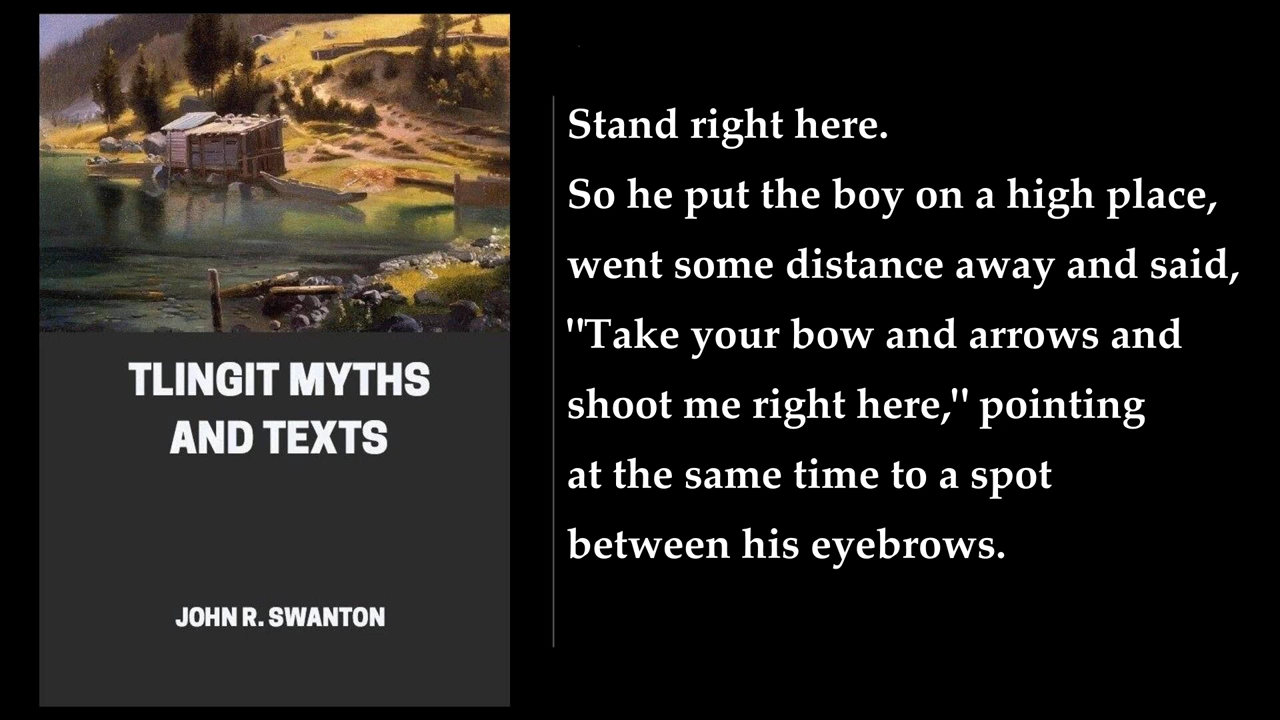 TLINGIT MYTHS
AND TEXTS
JOHN R. SWANTON
Stand right here.
So he put the boy on a high place,
went some distance away and said,
"Take your bow and arrows and
shoot me right here," pointing
at the same time to a spot
between his eyebrows.